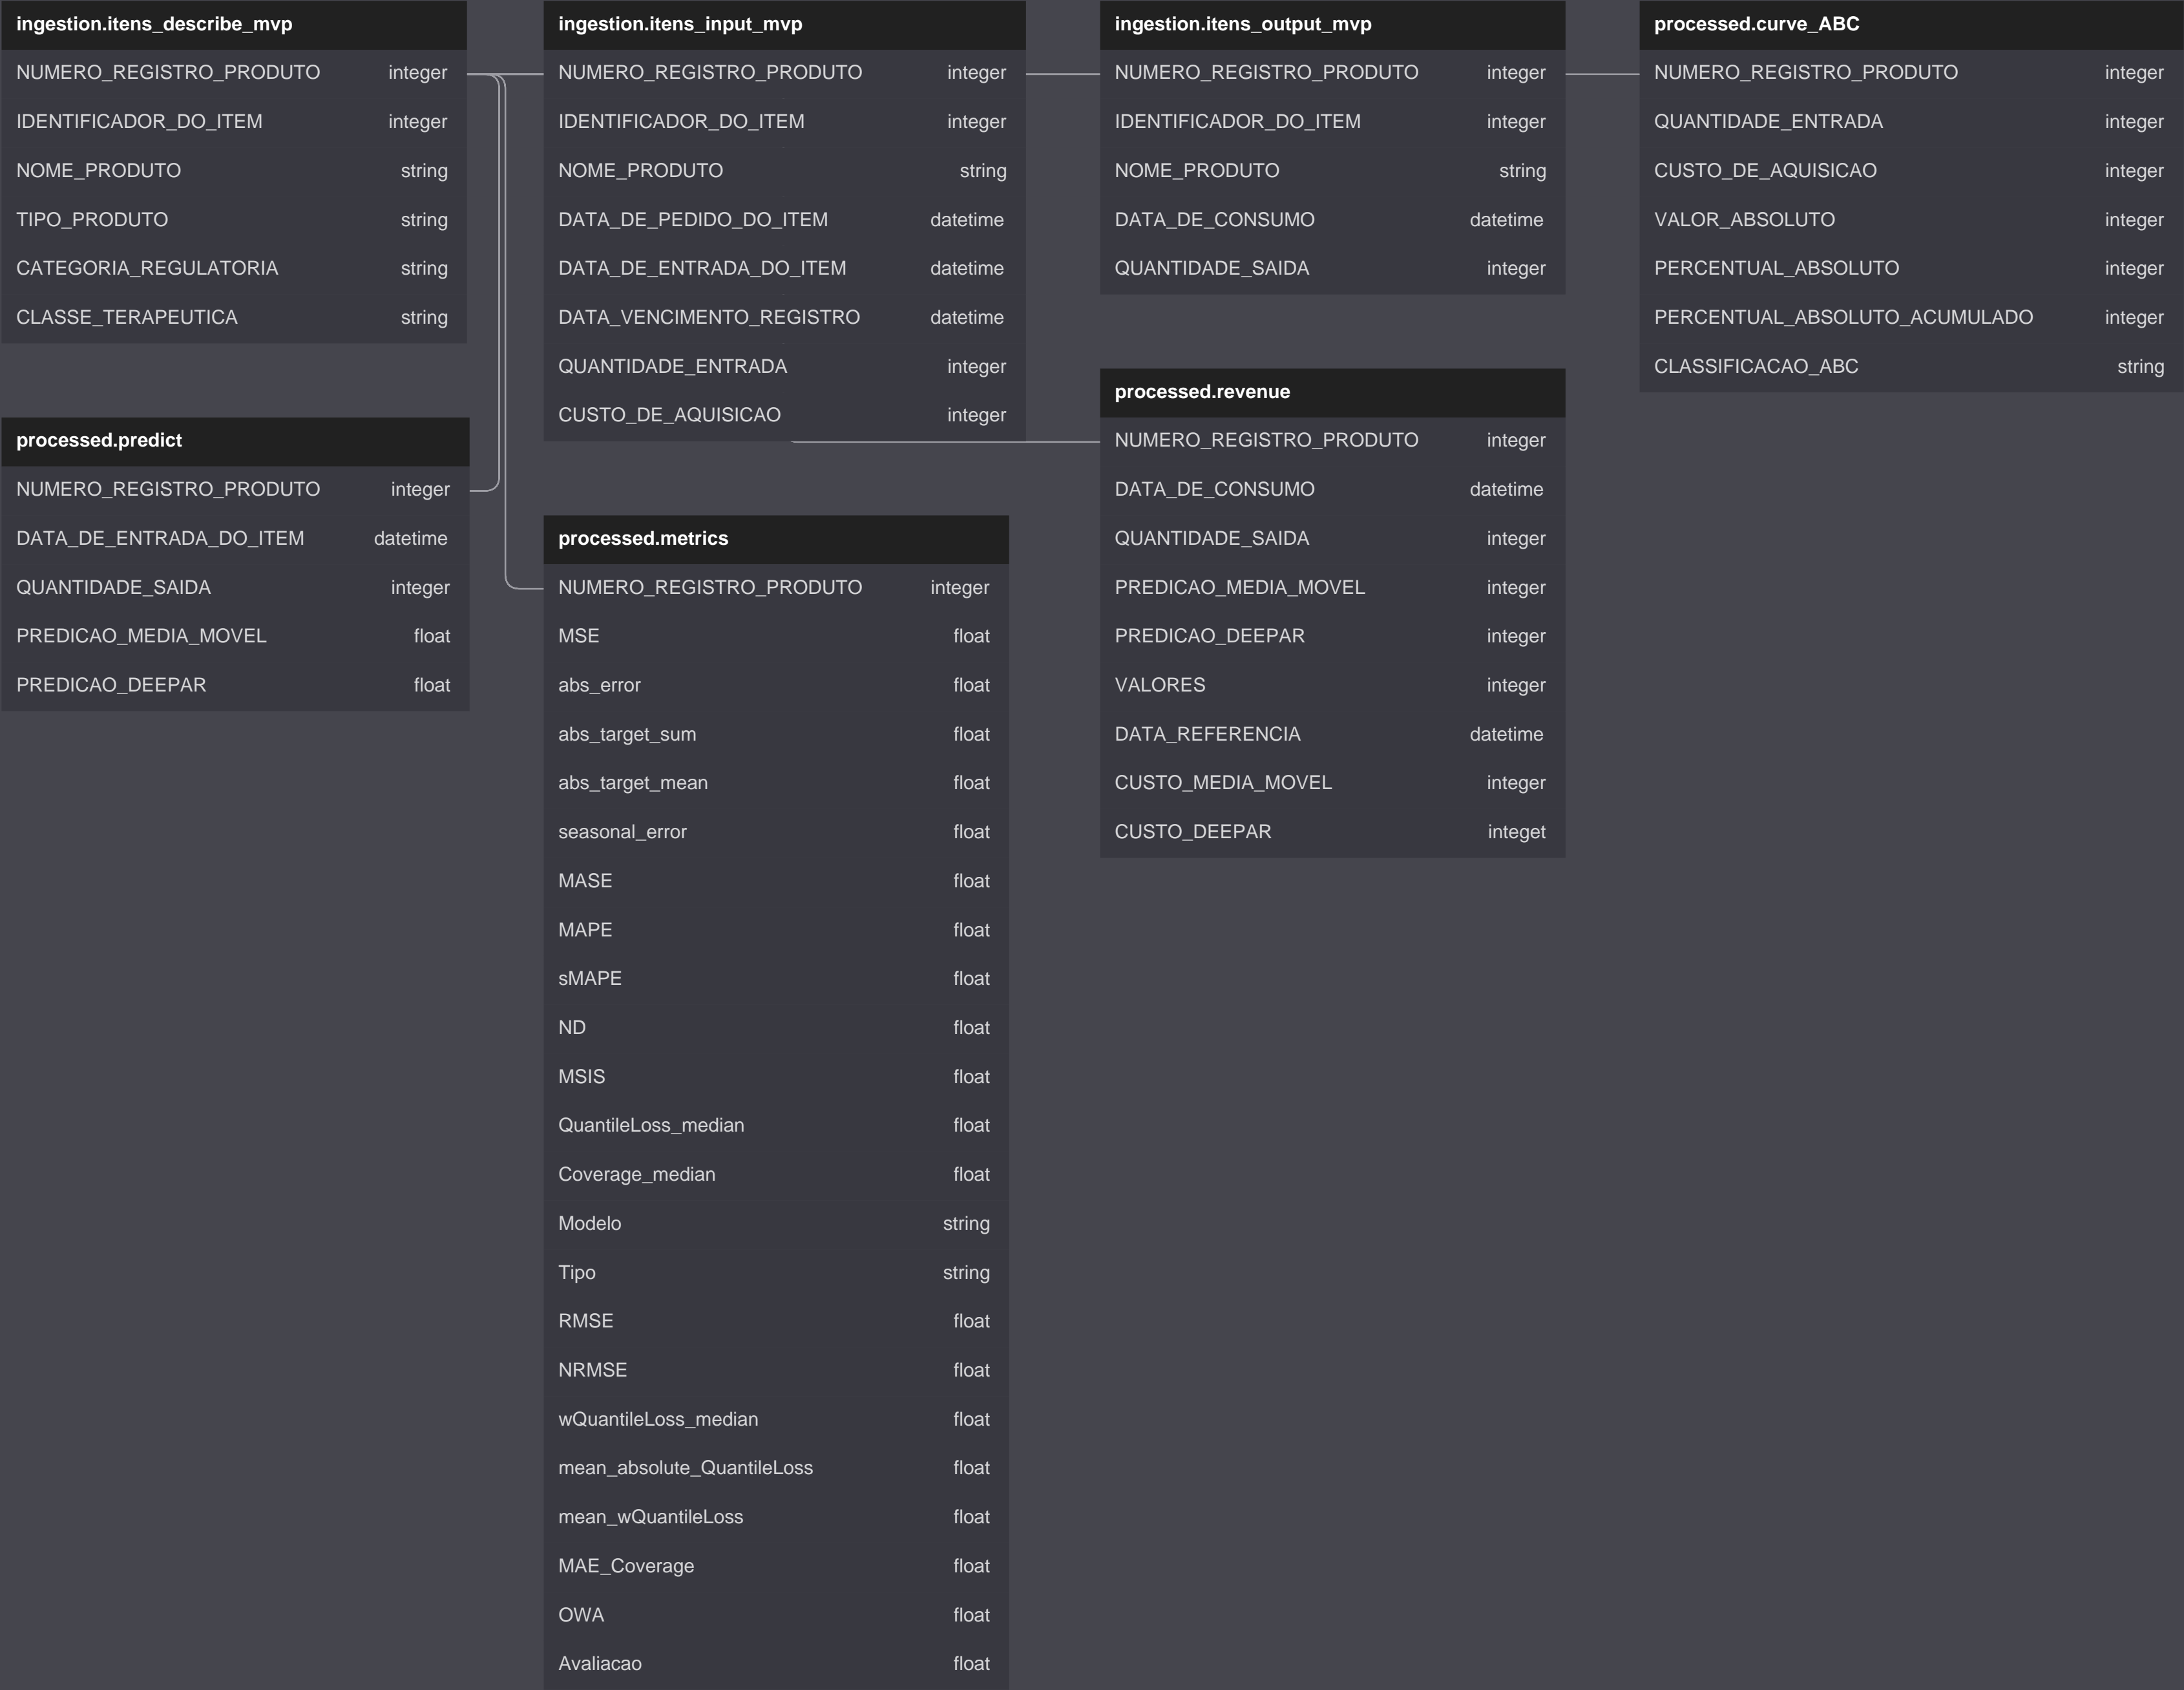 ingestion.itens_describe_mvp
NUMERO_REGISTRO_PRODUTO integer
IDENTIFICADOR_DO_ITEM integer
NOME_PRODUTO string
TIPO_PRODUTO string
CATEGORIA_REGULATORIA string
CLASSE_TERAPEUTICA string
processed.predict
NUMERO_REGISTRO_PRODUTO integer
DATA_DE_ENTRADA_DO_ITEM datetime
QUANTIDADE_SAIDA integer
PREDICAO_MEDIA_MOVEL float
PREDICAO_DEEPAR float
ingestion.itens_input_mvp
NUMERO_REGISTRO_PRODUTO integer
IDENTIFICADOR_DO_ITEM integer
NOME_PRODUTO string
DATA_DE_PEDIDO_DO_ITEM datetime
DATA_DE_ENTRADA_DO_ITEM datetime
DATA_VENCIMENTO_REGISTRO datetime
QUANTIDADE_ENTRADA integer
CUSTO_DE_AQUISICAO integer
processed.metrics
NUMERO_REGISTRO_PRODUTO integer
MSE float
abs_error float
abs_target_sum float
abs_target_mean float
seasonal_error float
MASE float
MAPE float
sMAPE float
ND float
MSIS float
QuantileLoss_median float
Coverage_median float
Modelo string
Tipo string
RMSE float
NRMSE float
wQuantileLoss_median float
mean_absolute_QuantileLoss float
mean_wQuantileLoss float
MAE_Coverage float
OWA float
Avaliacao float
ingestion.itens_output_mvp
NUMERO_REGISTRO_PRODUTO integer
IDENTIFICADOR_DO_ITEM integer
NOME_PRODUTO string
DATA_DE_CONSUMO datetime
QUANTIDADE_SAIDA integer
processed.revenue
NUMERO_REGISTRO_PRODUTO integer
DATA_DE_CONSUMO datetime
QUANTIDADE_SAIDA integer
PREDICAO_MEDIA_MOVEL integer
PREDICAO_DEEPAR integer
VALORES integer
DATA_REFERENCIA datetime
CUSTO_MEDIA_MOVEL integer
CUSTO_DEEPAR integet
processed.curve_ABC
NUMERO_REGISTRO_PRODUTO integer
QUANTIDADE_ENTRADA integer
CUSTO_DE_AQUISICAO integer
VALOR_ABSOLUTO integer
PERCENTUAL_ABSOLUTO integer
PERCENTUAL_ABSOLUTO_ACUMULADO integer
CLASSIFICACAO_ABC string